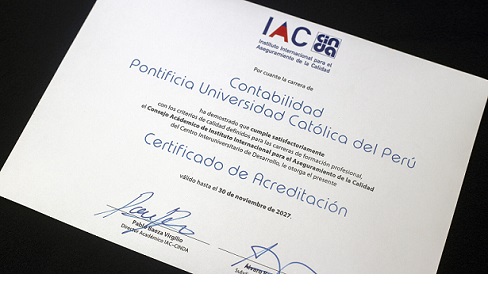 IAC
cinda
Instituto Internacional para el
Aseguramiento de la Calidad
Por cuanto la carrera de
Contabilidad
Pontificia Universidad Católica del Perú
ha demostrado que cumple satisfactoriamente
con los criterios de calidad definidos para las carreras de formación profesional,
el Consejo Académico de Instituto Internacional para el Aseguramiento de la Calidad
del Centro Interuniversitario de Desarrollo, le otorga el presente
Certificado de Acreditación
válido hasta el 30 de noviembre de 2027.
Pablo Baeza Virgilio
Director Académico IAC-CINDA
Álvaro